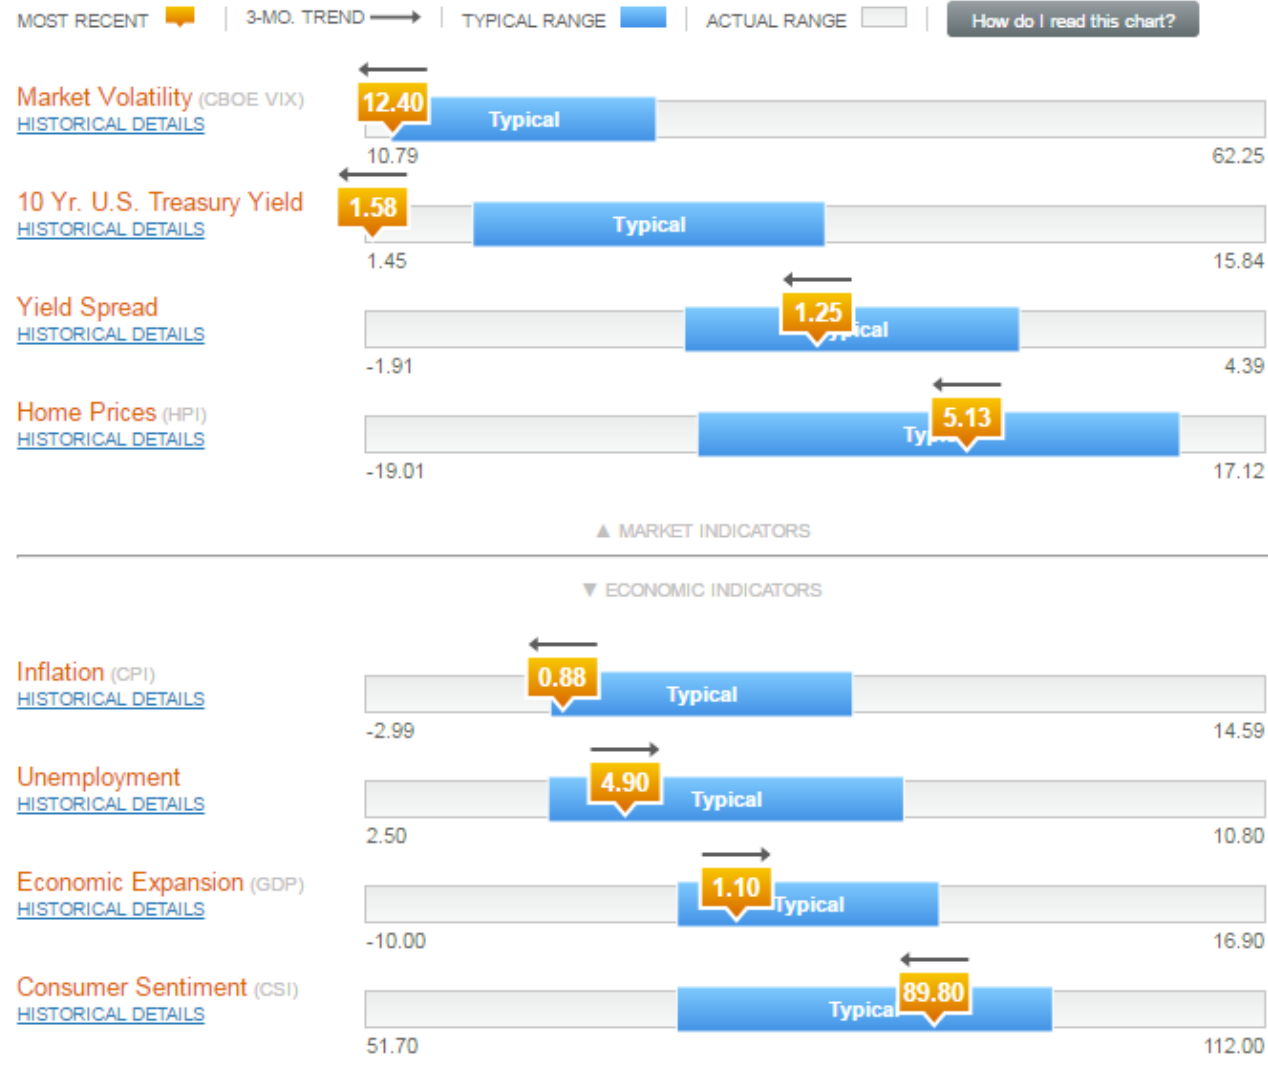 MOST RECENT 3-MO. TREND TYPICAL RANGE ACTUAL RANGE How do I read this chart?
Market Volatility (CBOE VIX)
HISTORICAL DETAILS
12.40
Typical
10.79 62.25
10 Yr. U.S. Treasury Yield
HISTORICAL DETAILS
1.58
Typical
1.45 15.84
Yield Spread
HISTORICAL DETAILS
1.25
Typical
-1.91 4.39
Home Prices (HPI)
HISTORICAL DETAILS
5.13
Typ
-19.01 17.12
▲ MARKET INDICATORS
▼ ECONOMIC INDICATORS
Inflation (CPI)
HISTORICAL DETAILS
0.88
Typical
-2.99 14.59
Unemployment
HISTORICAL DETAILS
4.90
Typical
2.50 10.80
Economic Expansion (GDP)
HISTORICAL DETAILS
1.10
Typical
-10.00 16.90
Consumer Sentiment (CSI)
HISTORICAL DETAILS
89.80
Typical
51.70 112.00